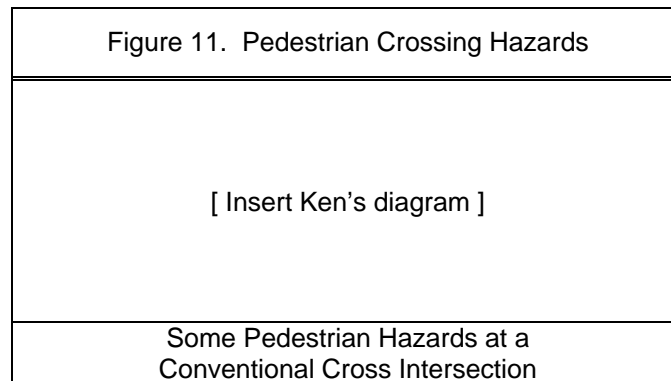 Figure 11.  Pedestrian Crossing Hazards
[ Insert Ken’s diagram ]
Some Pedestrian Hazards at a
Conventional Cross Intersection